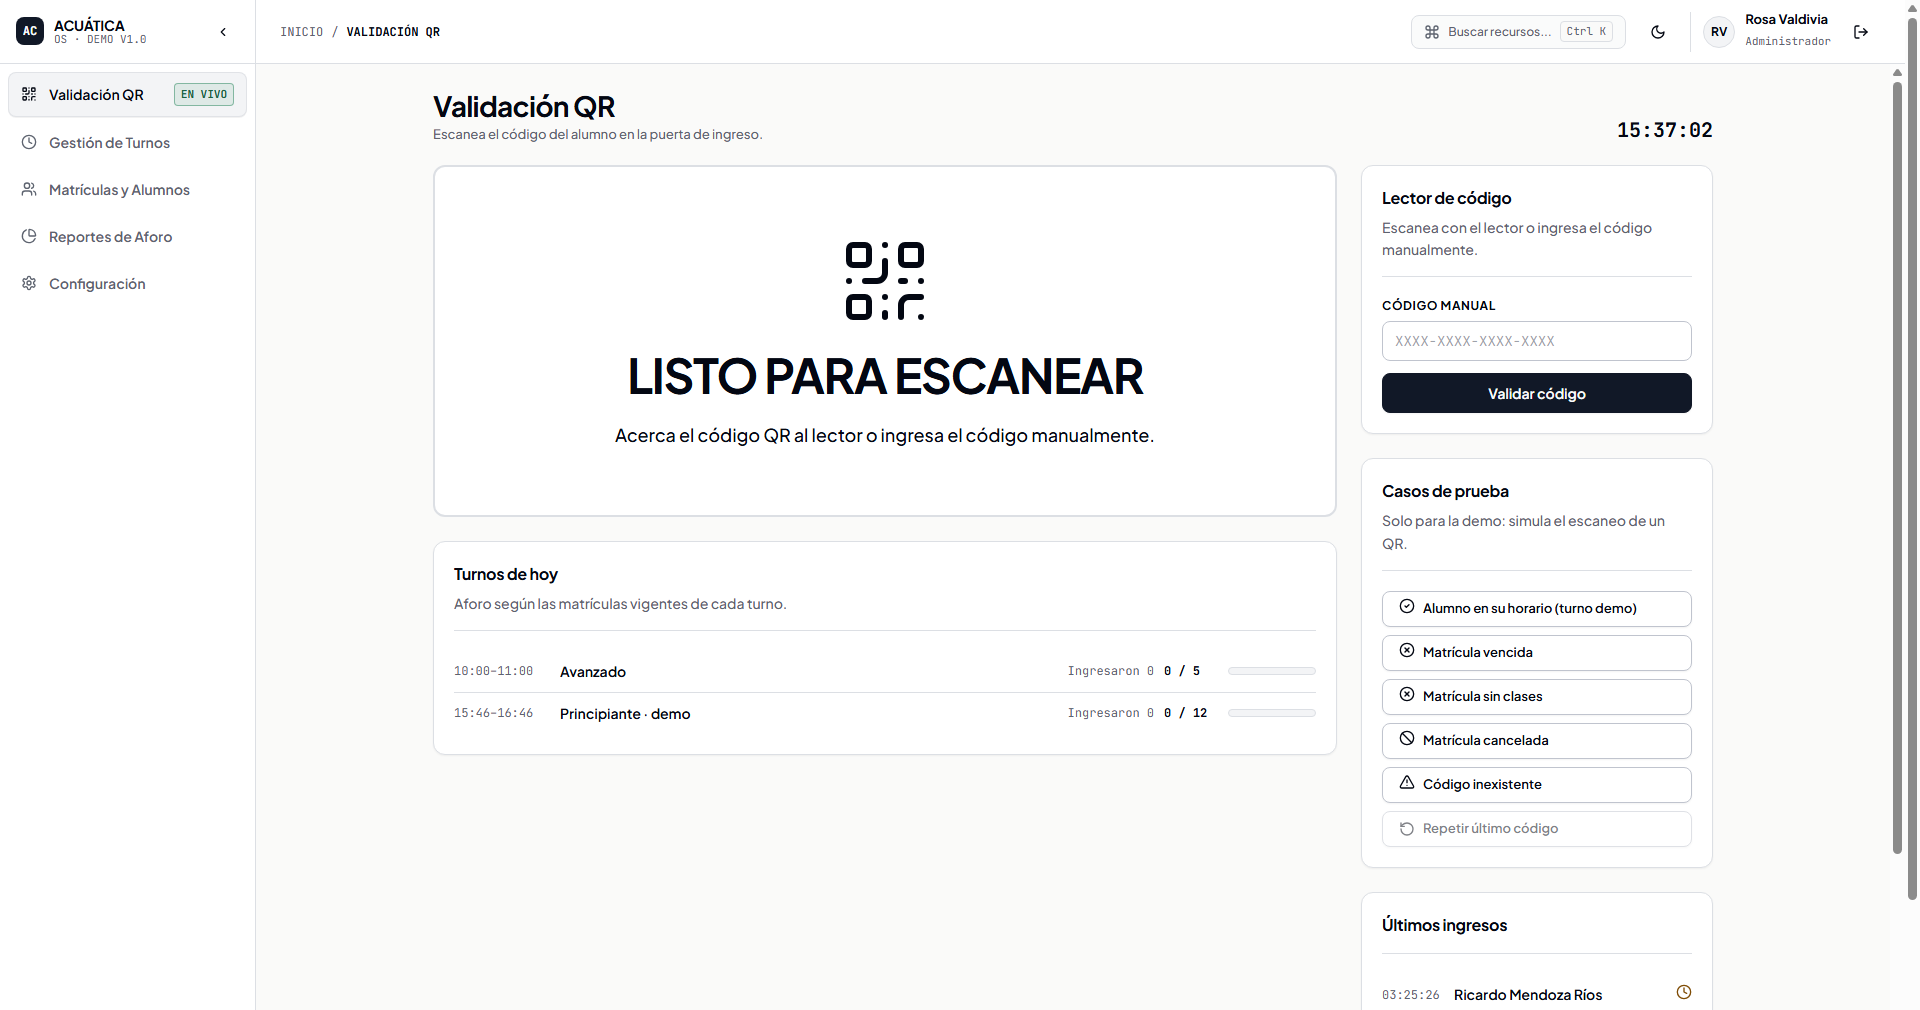 AC
ACUÁTICA
OS · DEMO V1.0
INICIO / VALIDACIÓN QR
Buscar recursos... Ctrl K
RV
Rosa Valdivia
Administrador
Validación QR EN VIVO
Gestión de Turnos
Matrículas y Alumnos
Reportes de Aforo
Configuración
Validación QR
Escanea el código del alumno en la puerta de ingreso.
15:37:02
LISTO PARA ESCANEAR
Acerca el código QR al lector o ingresa el código manualmente.
Turnos de hoy
Aforo según las matrículas vigentes de cada turno.
10:00–11:00 Avanzado Ingresaron 0 0 / 5
15:46–16:46 Principiante · demo Ingresaron 0 0 / 12
Lector de código
Escanea con el lector o ingresa el código
manualmente.
CÓDIGO MANUAL
XXXX-XXXX-XXXX-XXXX
Validar código
Casos de prueba
Solo para la demo: simula el escaneo de un
QR.
Alumno en su horario (turno demo)
Matrícula vencida
Matrícula sin clases
Matrícula cancelada
Código inexistente
Repetir último código
Últimos ingresos
03:25:26 Ricardo Mendoza Ríos